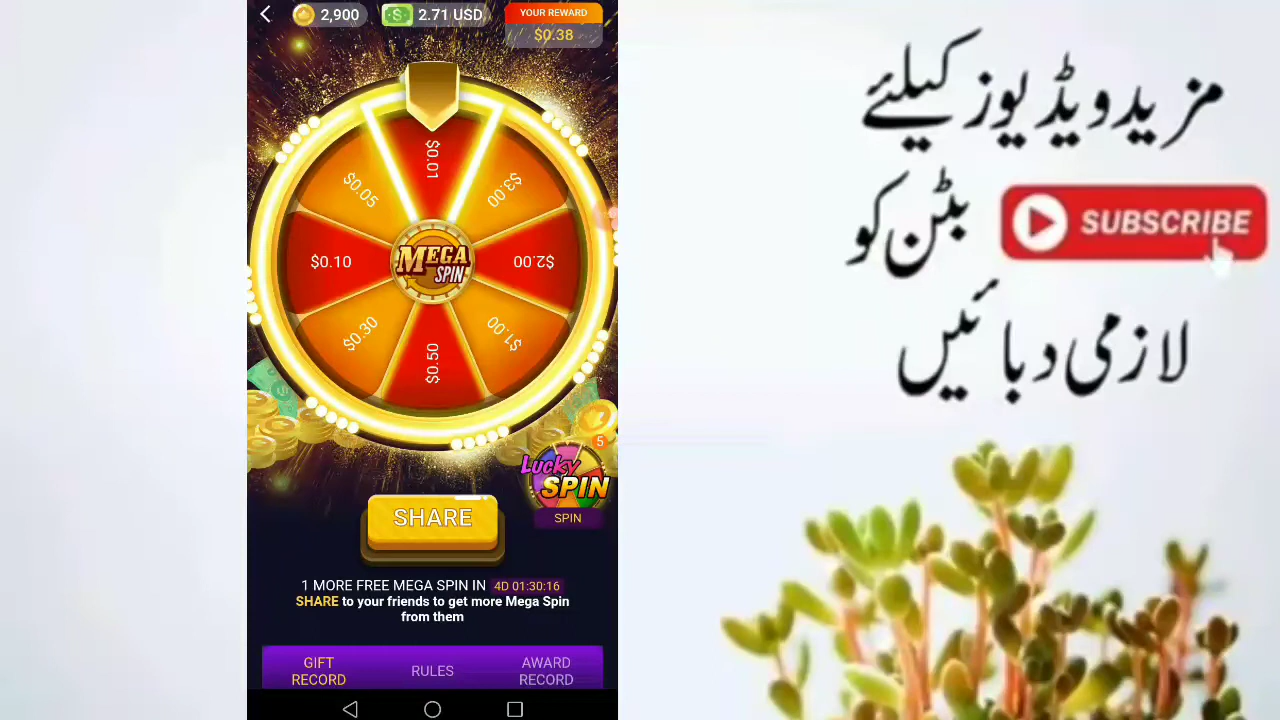 2,900
2.71 USD
YOUR REWARD
$0.38
$0.01
$3.00
$2.00
$1.00
$0.50
$0.30
$0.10
$0.05
MEGA
SPIN
5
Lucky
SPIN
SPIN
SHARE
1 MORE FREE MEGA SPIN IN 4D 01:30:16
SHARE to your friends to get more Mega Spin
from them
GIFT
RECORD
RULES
AWARD
RECORD
مزید ویڈیوز کیلئے
SUBSCRIBE بٹن کو
لازمی دبائیں